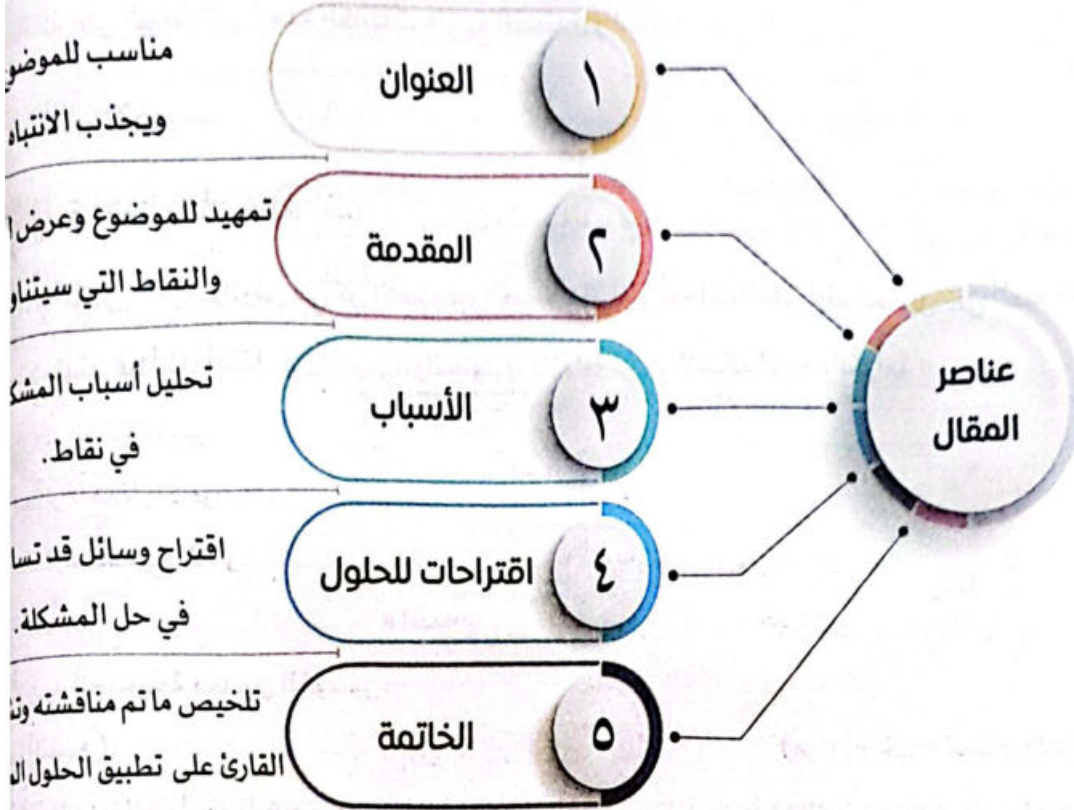 عناصر
المقال
١
العنوان
مناسب
ويجذب
٢
المقدمة
تمهيد للموضوع وعرض
والنقاط التي
٣
الأسباب
تحليل أسباب
في نقاط.
٤
اقتراحات للحلول
اقتراح وسائل قد
في حل المشكلة.
٥
الخاتمة
تلخيص ما تم مناقشته
القارئ على تطبيق الحلول